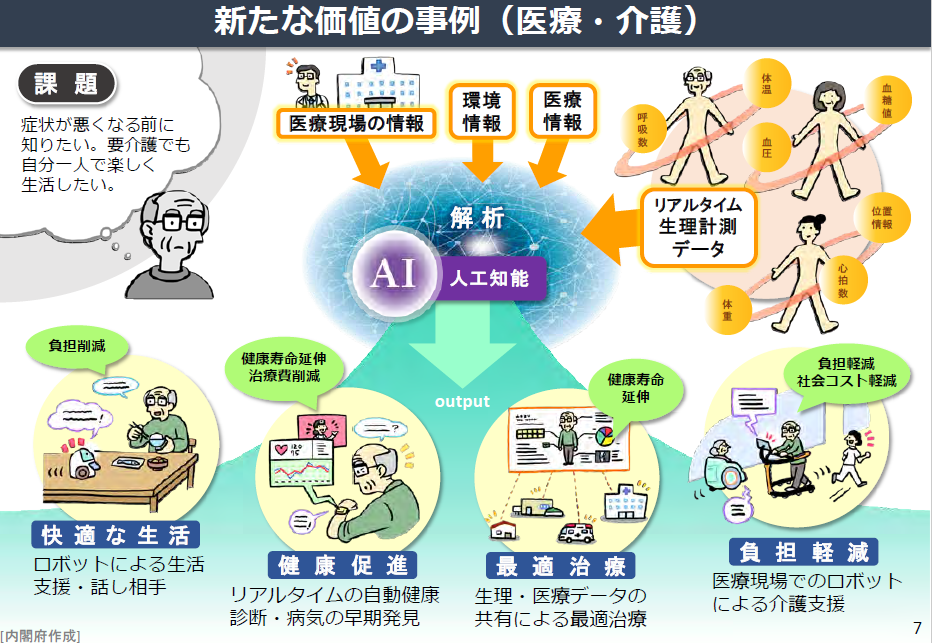 新たな価値の事例（医療・介護）
課題
症状が悪くなる前に
知りたい。要介護でも
自分一人で楽しく
生活したい。
医療現場の情報
環境
情報
医療
情報
体温
血糖値
呼吸数
血圧
リアルタイム
生理計測
データ
位置
情報
心拍数
体重
解析
AI
人工知能
output
負担削減
快適な生活
ロボットによる生活
支援・話し相手
健康寿命延伸
治療費削減
健康促進
リアルタイムの自動健康
診断・病気の早期発見
健康寿命
延伸
最適治療
生理・医療データの
共有による最適治療
負担軽減
社会コスト軽減
負担軽減
医療現場でのロボット
による介護支援
[内閣府作成]
7